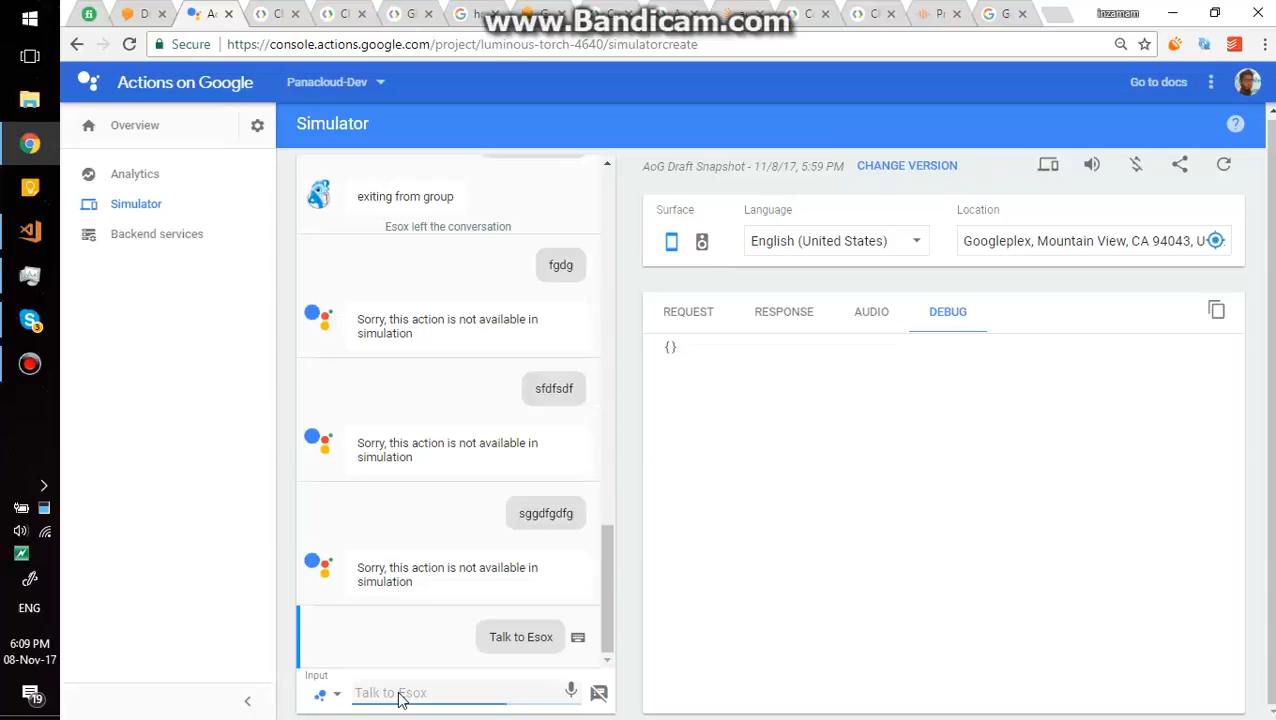 www.Bandicam.com
Inzamam
Secure
https://console.actions.google.com/project/luminous-torch-4640/simulatorcreate
Actions on Google
Panacloud-Dev
Go to docs
Overview
Analytics
Simulator
Backend services
Simulator
exiting from group
Esox left the conversation
fgdg
Sorry, this action is not available in
simulation
sfdfsdf
Sorry, this action is not available in
simulation
sggdfgdfg
Sorry, this action is not available in
simulation
Talk to Esox
Input
Talk to Esox
AoG Draft Snapshot - 11/8/17, 5:59 PM
CHANGE VERSION
Surface
Language
Location
English (United States)
Googleplex, Mountain View, CA 94043, U
REQUEST
RESPONSE
AUDIO
DEBUG
{}
3
ENG
6:09 PM
08-Nov-17
19